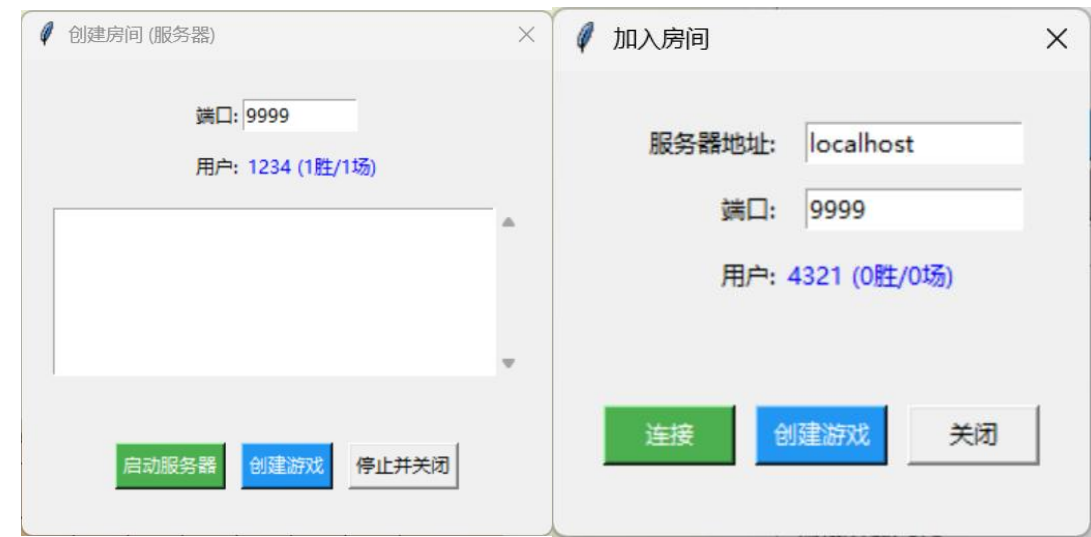 创建房间 (服务器)
端口: 9999
用户: 1234 (1胜/1场)
启动服务器 创建游戏 停止并关闭
加入房间
服务器地址: localhost
端口: 9999
用户: 4321 (0胜/0场)
连接 创建游戏 关闭